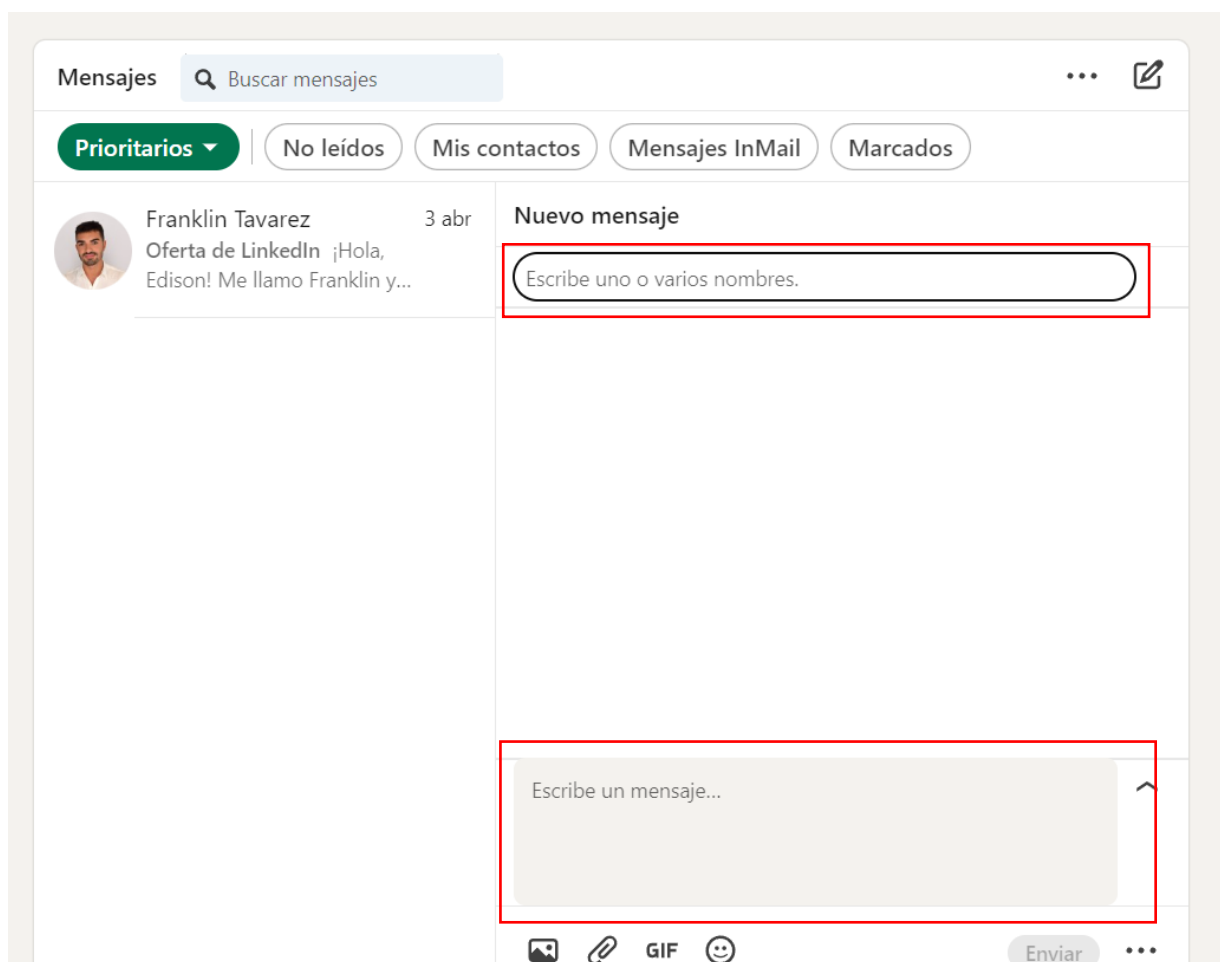 Mensajes
Buscar mensajes
Prioritarios
No leídos
Mis contactos
Mensajes InMail
Marcados
Franklin Tavarez
3 abr
Oferta de LinkedIn ¡Hola,
Edison! Me llamo Franklin y...
Nuevo mensaje
Escribe uno o varios nombres.
Escribe un mensaje...
GIF
Enviar